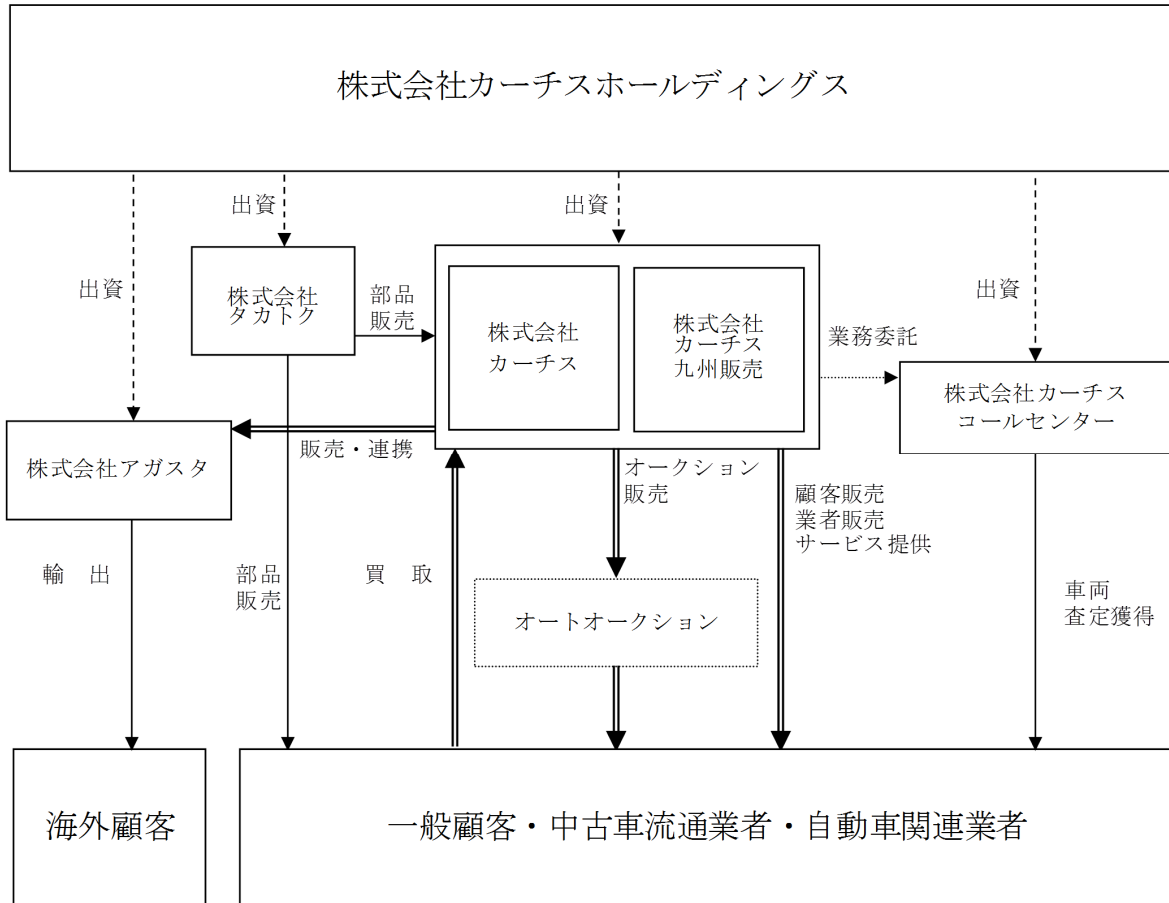 株式会社カーチスホールディングス
出資
出資
出資
出資
株式会社
タカトク
部品
販売
株式会社
カーチス
株式会社
カーチス
九州販売
業務委託
株式会社カーチス
コールセンター
株式会社アガスタ
販売・連携
オークション
販売
顧客販売
業者販売
サービス提供
輸　出
部品
販売
買　取
オートオークション
車両
査定獲得
海外顧客
一般顧客・中古車流通業者・自動車関連業者